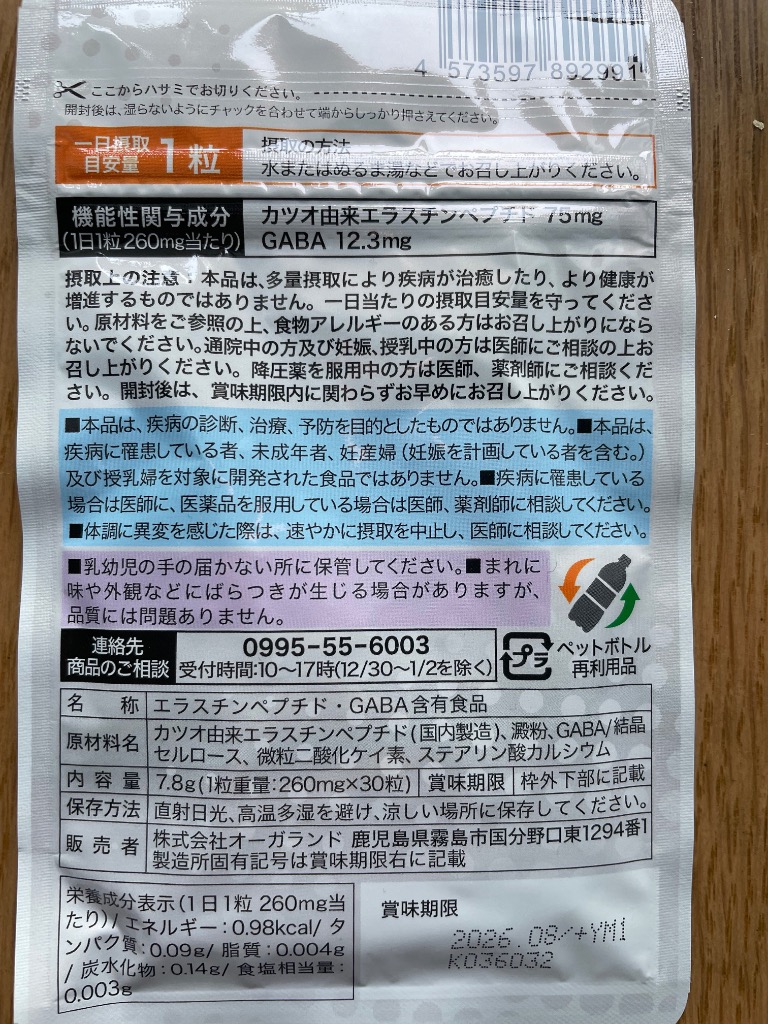 4 573597 892991
ここからハサミでお切りください。
開封後は、湿らないようにチャックを合わせて端からしっかり押さえてください。
一日摂取目安量 1粒
摂取の方法
水またはぬるま湯などでお召し上がりください。
機能性関与成分
(1日1粒260mg当たり)
カツオ由来エラスチンペプチド 75mg
GABA 12.3mg
摂取上の注意:本品は、多量摂取により疾病が治癒したり、より健康が
増進するものではありません。一日当たりの摂取目安量を守ってくださ
い。原材料をご参照の上、食物アレルギーのある方はお召し上がりになら
ないでください。通院中の方及び妊娠、授乳中の方は医師にご相談の上お
召し上がりください。降圧薬を服用中の方は医師、薬剤師にご相談くだ
さい。開封後は、賞味期限内に関わらずお早めにお召し上がりください。
■本品は、疾病の診断、治療、予防を目的としたものではありません。■本品は、
疾病に罹患している者、未成年者、妊産婦(妊娠を計画している者を含む。)
及び授乳婦を対象に開発された食品ではありません。■疾病に罹患している
場合は医師に、医薬品を服用している場合は医師、薬剤師に相談してください。
■体調に異変を感じた際は、速やかに摂取を中止し、医師に相談してください。
■乳幼児の手の届かない所に保管してください。■まれに
味や外観などにばらつきが生じる場合がありますが、
品質には問題ありません。
連絡先
商品のご相談
0995-55-6003
受付時間:10〜17時(12/30〜1/2を除く)
プラ
ペットボトル
再利用品
名 称 エラスチンペプチド・GABA含有食品
原材料名 カツオ由来エラスチンペプチド(国内製造)、澱粉、GABA/結晶
セルロース、微粒二酸化ケイ素、ステアリン酸カルシウム
内容量 7.8g(1粒重量:260mg×30粒) 賞味期限 枠外下部に記載
保存方法 直射日光、高温多湿を避け、涼しい場所に保存してください。
販売者 株式会社オーガランド 鹿児島県霧島市国分野口東1294番1
製造所固有記号は賞味期限右に記載
栄養成分表示(1日1粒 260mg当
たり)/エネルギー:0.98kcal/タ
ンパク質:0.09g/脂質:0.004g
/炭水化物:0.14g/食塩相当量:
0.003g
賞味期限
2026.08/+YM1
K036032